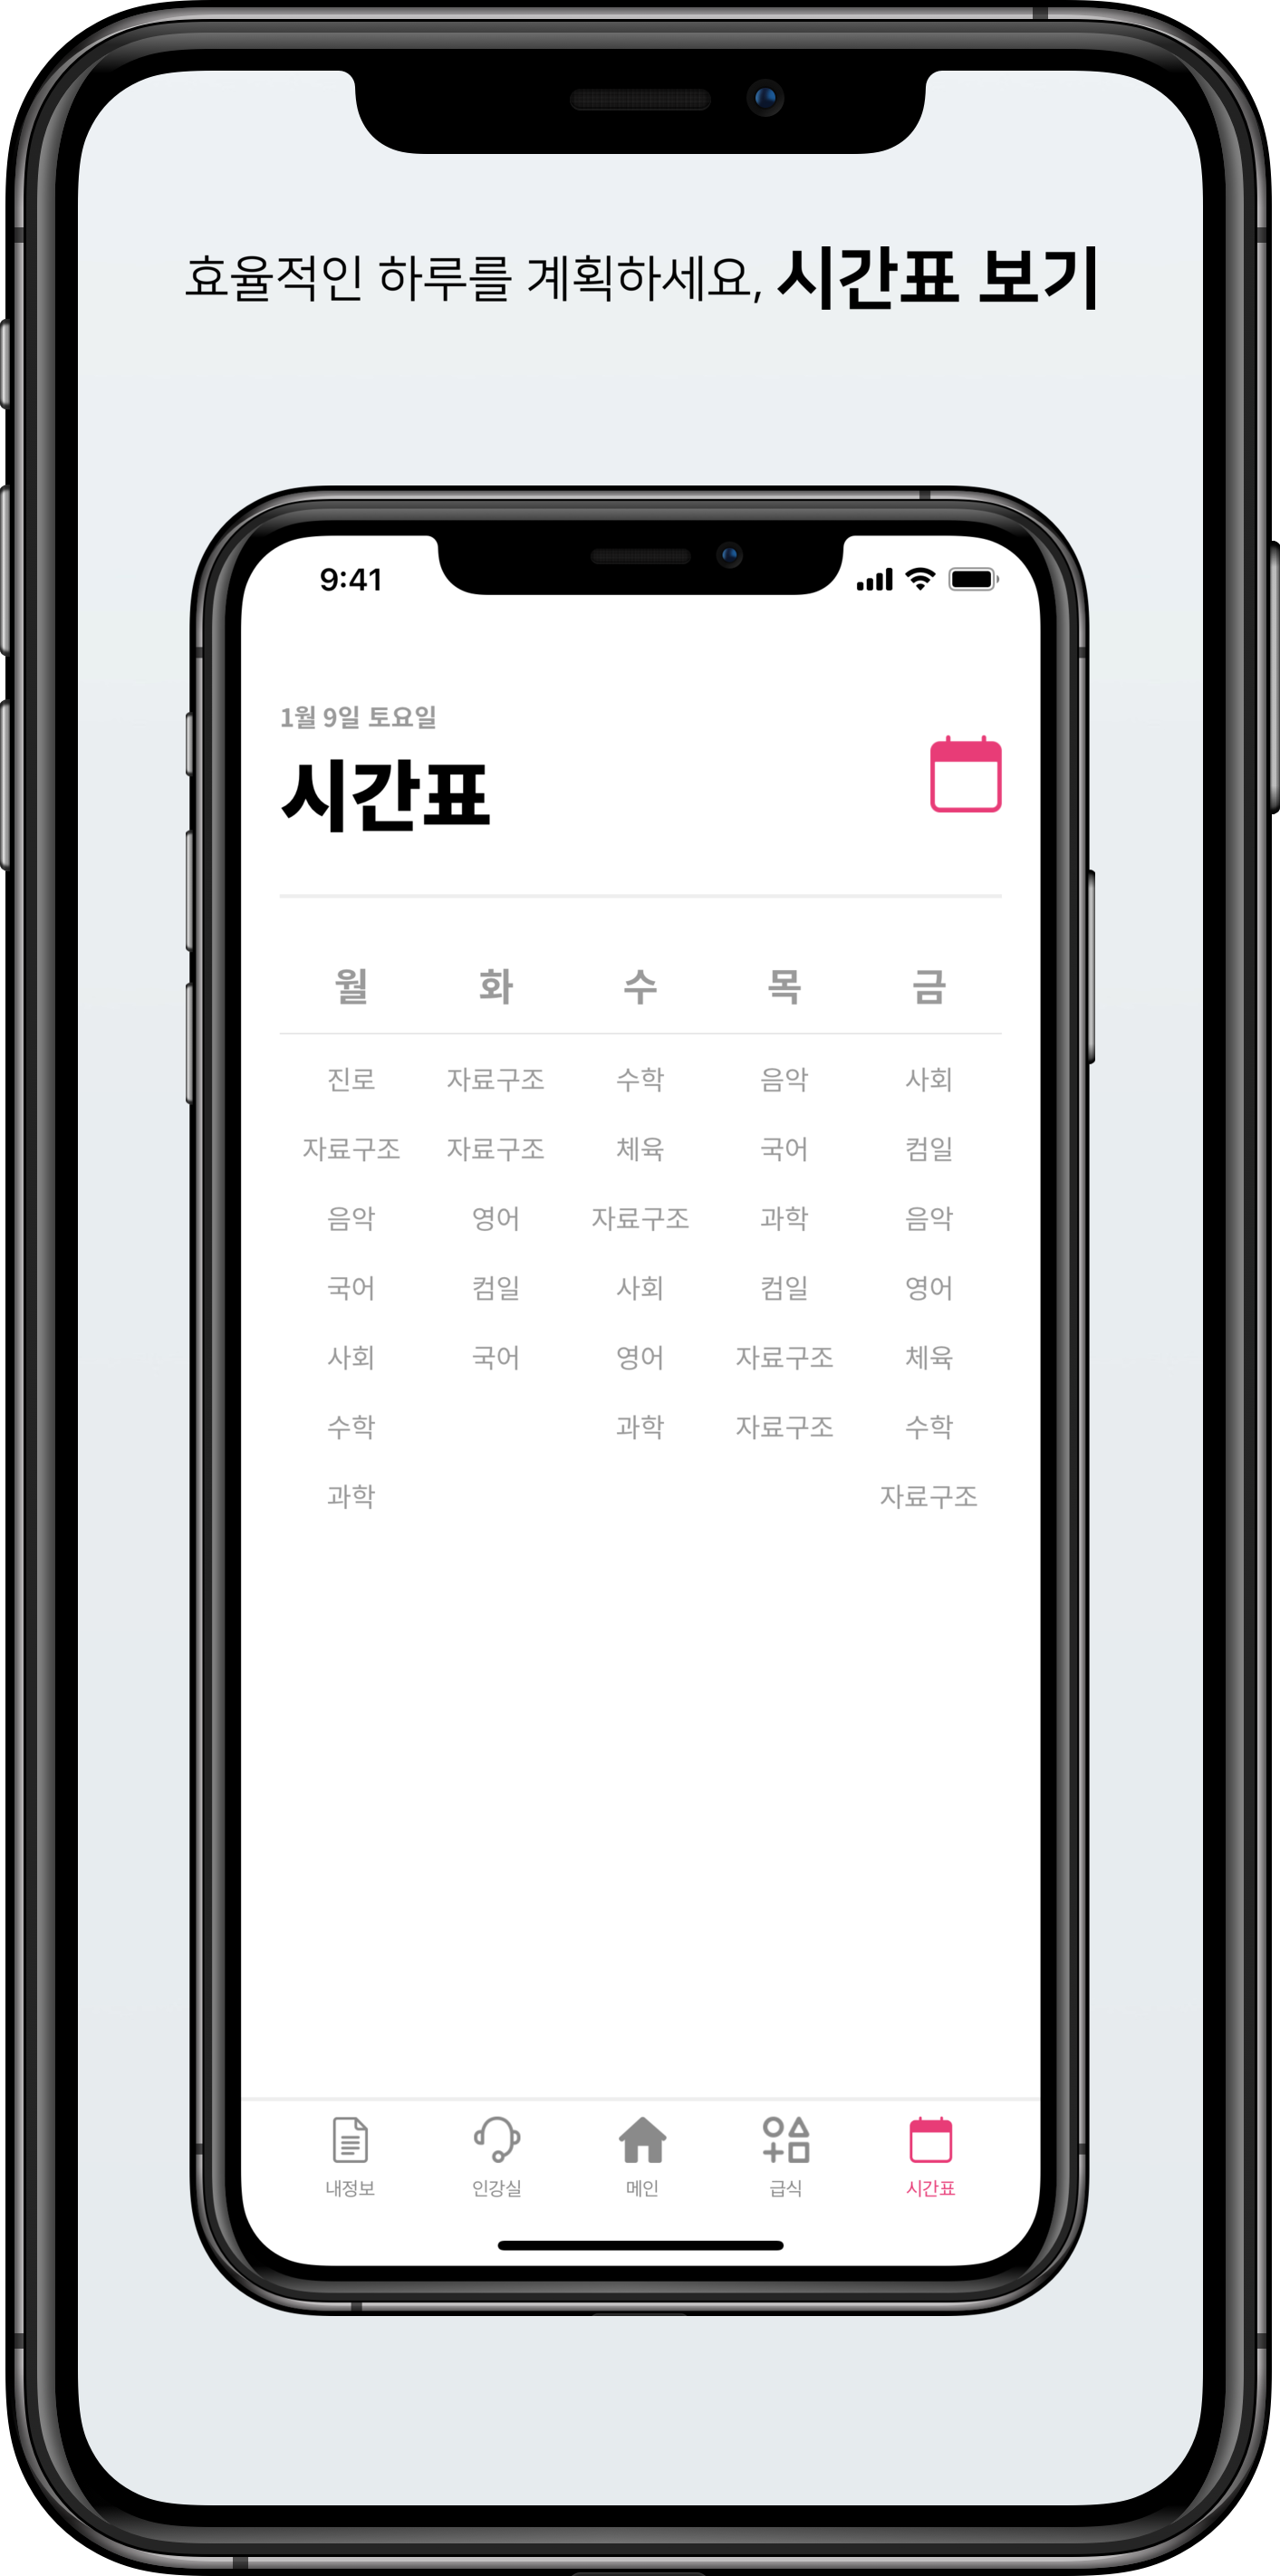 효율적인 하루를 계획하세요, 시간표 보기
9:41
1월 9일 토요일
시간표
월 화 수 목 금
진로 자료구조 수학 음악 사회
자료구조 자료구조 체육 국어 컴일
음악 영어 자료구조 과학 음악
국어 컴일 사회 컴일 영어
사회 국어 영어 자료구조 체육
수학 과학 자료구조 수학
과학 자료구조
내정보 인강실 메인 급식 시간표